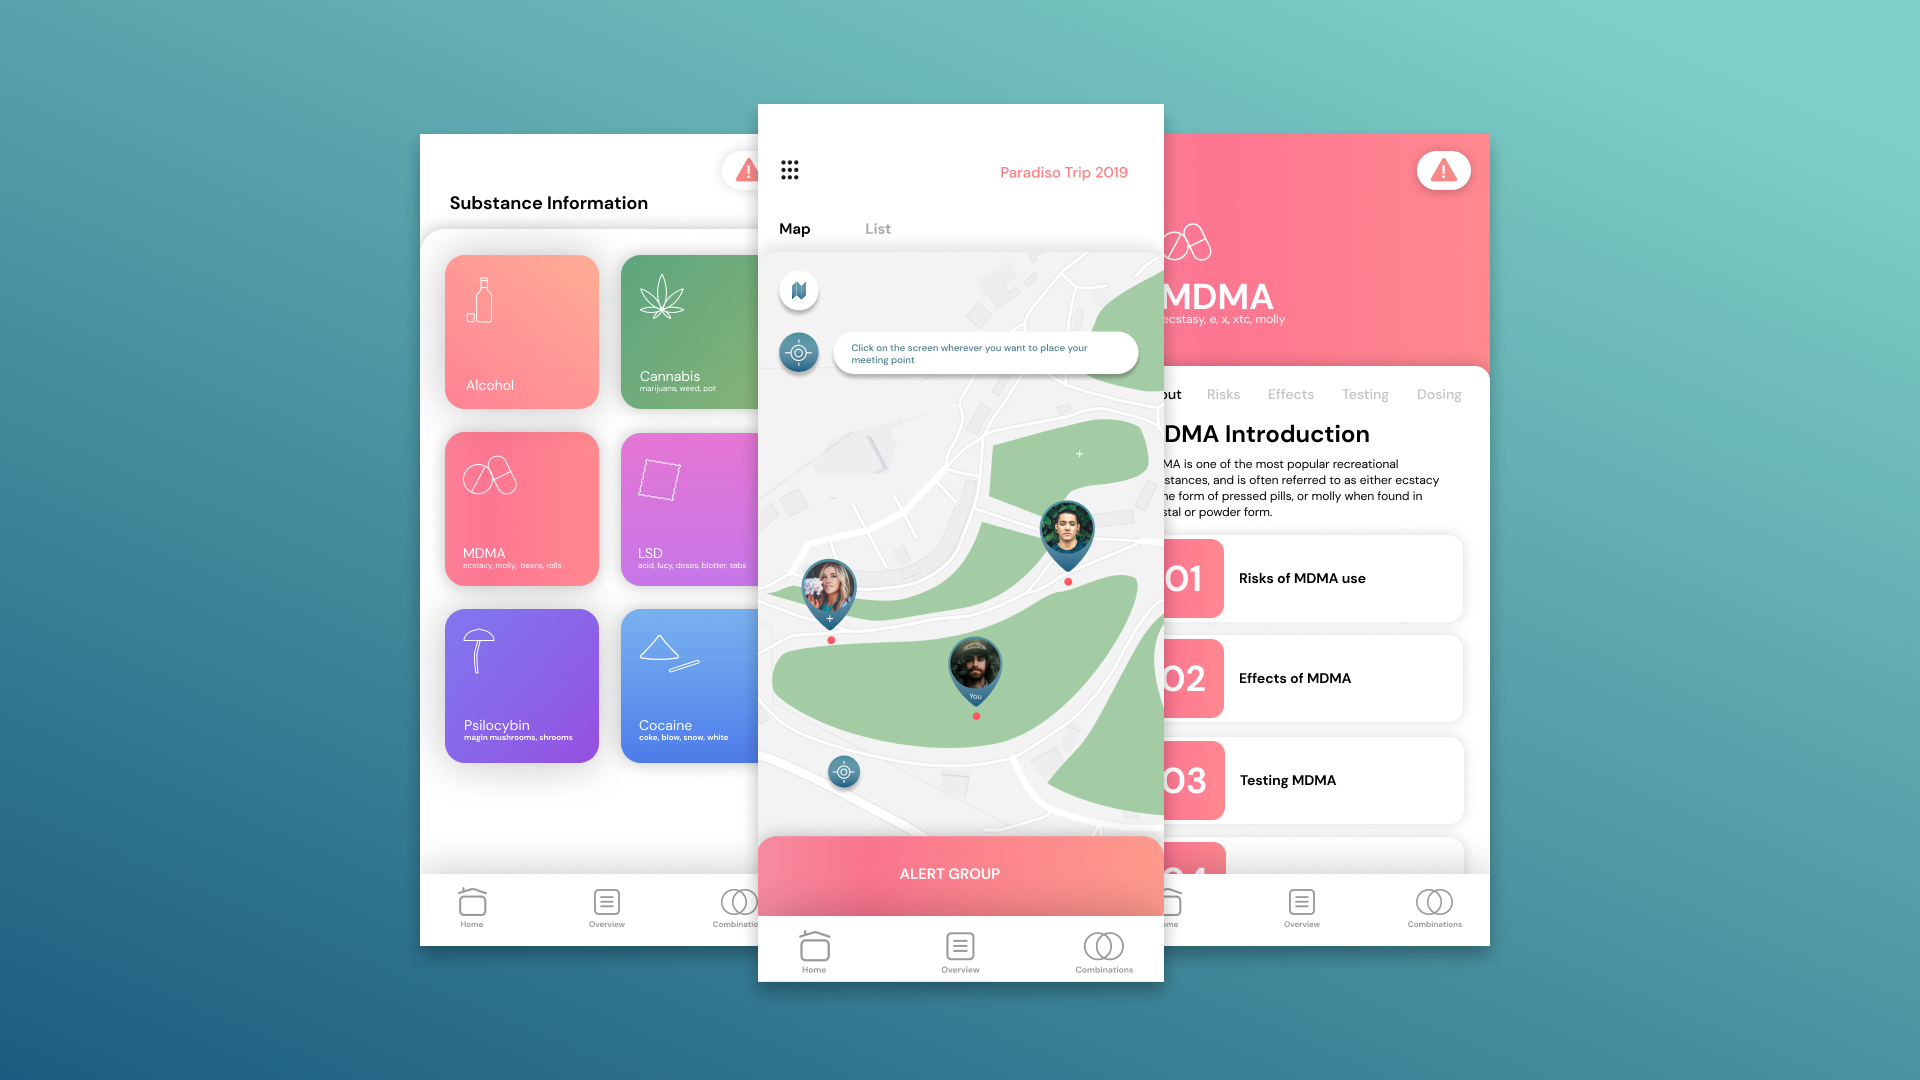 Substance Information
Alcohol
Cannabis
marijuana, weed, pot
MDMA
ecstacy, molly, beans, rolls
LSD
acid, lucy, doses, blotter, tabs
Psilocybin
magin mushrooms, shrooms
Cocaine
coke, blow, snow, white
Home
Overview
Combinatio
Paradiso Trip 2019
Map
List
Click on the screen wherever you want to place your
meeting point
You
ALERT GROUP
Home
Overview
Combinations
MDMA
ecstasy, e, x, xtc, molly
out
Risks
Effects
Testing
Dosing
DMA Introduction
MA is one of the most popular recreational
stances, and is often referred to as either ecstasy
he form of pressed pills, or molly when found in
stal or powder form.
01
Risks of MDMA use
02
Effects of MDMA
03
Testing MDMA
04
ome
Overview
Combinations